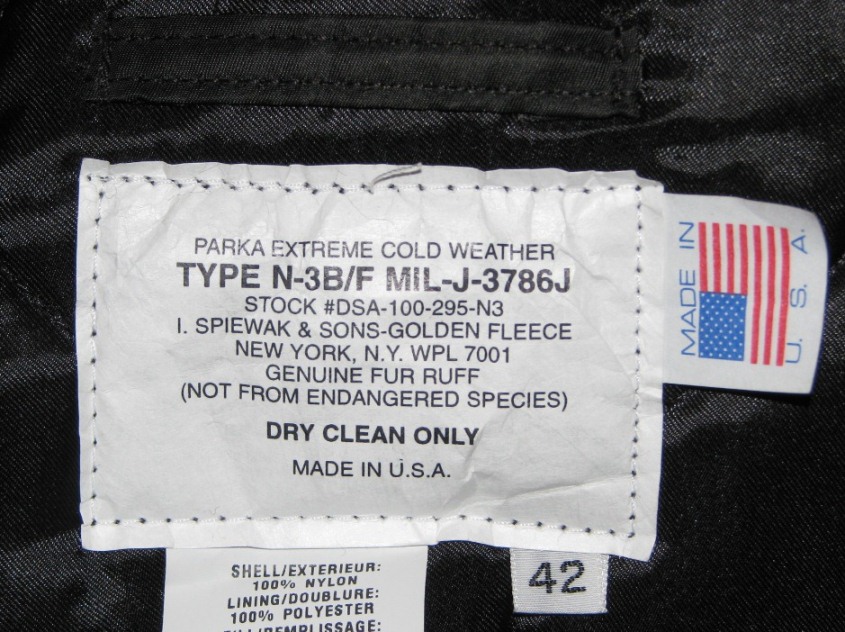 PARKA EXTREME COLD WEATHER
TYPE N-3B/F MIL-J-3786J
STOCK #DSA-100-295-N3
I. SPIEWAK & SONS-GOLDEN FLEECE
NEW YORK, N.Y. WPL 7001
GENUINE FUR RUFF
(NOT FROM ENDANGERED SPECIES)
DRY CLEAN ONLY
MADE IN U.S.A.
MADE IN
U. S. A.
SHELL/EXTERIEUR:
100% NYLON
LINING/DOUBLURE:
100% POLYESTER
FILL/REMPLISSAGE:
42